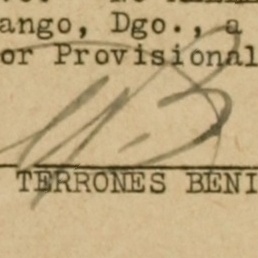 ango, Dgo., a
or Provisional
TERRONES BENI